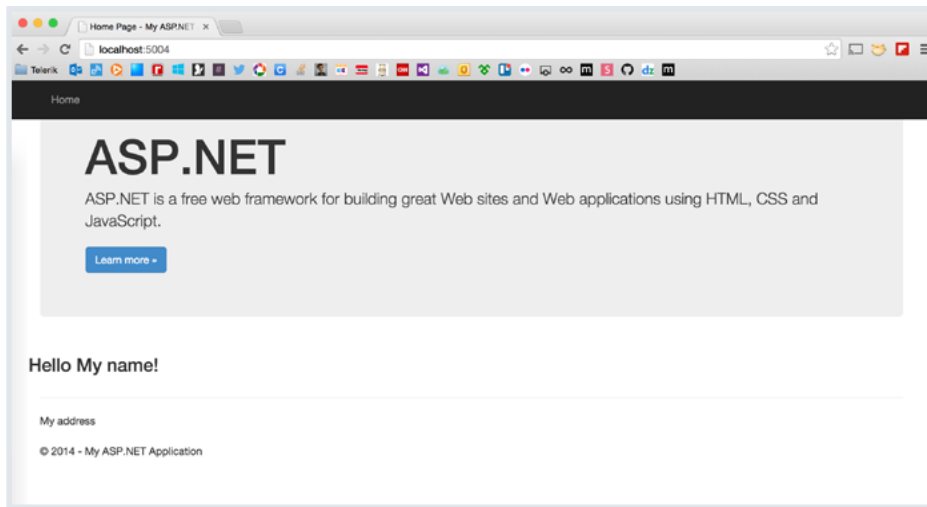 Home Page - My ASP.NET
localhost:5004
Telerik
Home
ASP.NET
ASP.NET is a free web framework for building great Web sites and Web applications using HTML, CSS and
JavaScript.
Learn more »
Hello My name!
My address
© 2014 - My ASP.NET Application